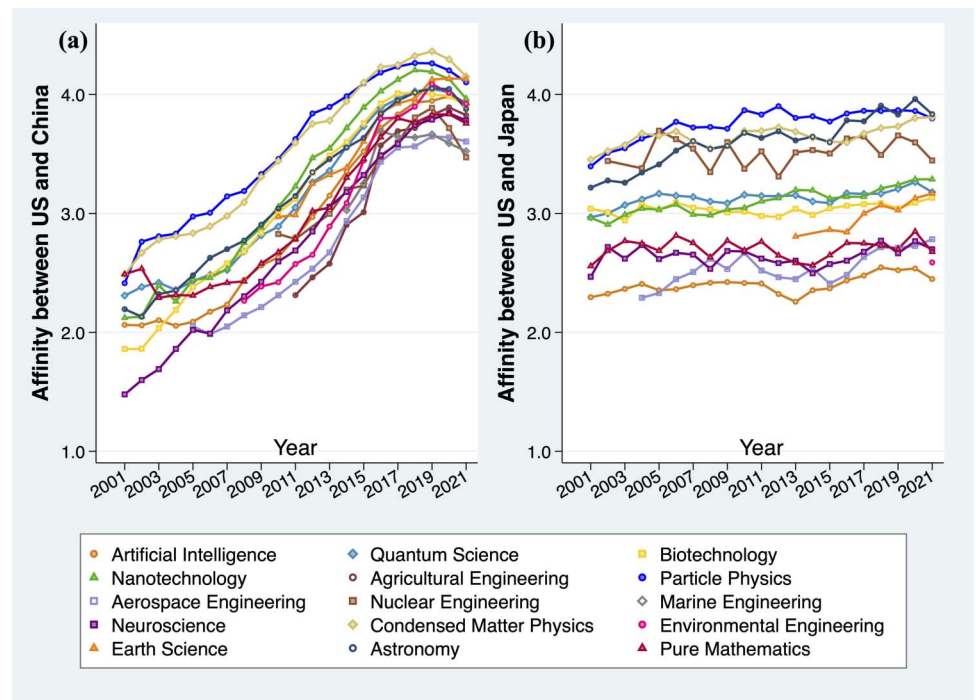 (a)
Affinity between US and China
4.0
3.0
2.0
1.0
Year
2001
2003
2005
2007
2009
2011
2013
2015
2017
2019
2021
(b)
Affinity between US and Japan
4.0
3.0
2.0
1.0
Year
2001
2003
2005
2007
2009
2011
2013
2015
2017
2019
2021
Artificial Intelligence
Quantum Science
Biotechnology
Nanotechnology
Agricultural Engineering
Particle Physics
Aerospace Engineering
Nuclear Engineering
Marine Engineering
Neuroscience
Condensed Matter Physics
Environmental Engineering
Earth Science
Astronomy
Pure Mathematics